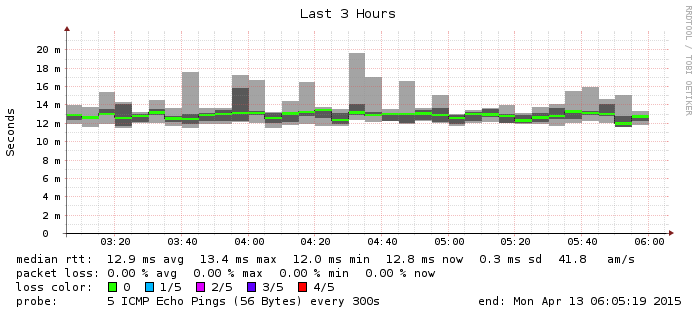 Last 3 Hours
RRDTOOL / TOBI OETIKER
Seconds
20 m
18 m
16 m
14 m
12 m
10 m
8 m
6 m
4 m
2 m
0
03:20 03:40 04:00 04:20 04:40 05:00 05:20 05:40 06:00
median rtt: 12.9 ms avg 13.4 ms max 12.0 ms min 12.8 ms now 0.3 ms sd 41.8 am/s
packet loss: 0.00 % avg 0.00 % max 0.00 % min 0.00 % now
loss color: 0 1/5 2/5 3/5 4/5
probe: 5 ICMP Echo Pings (56 Bytes) every 300s end: Mon Apr 13 06:05:19 2015